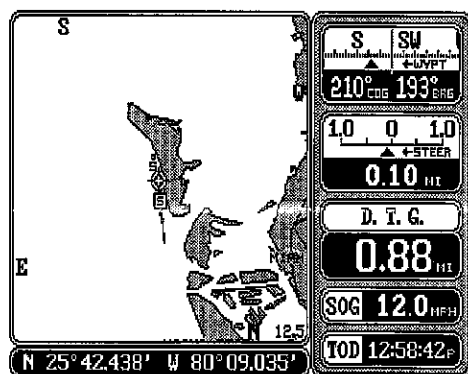 S
W
S
S
E
N
12.5
N 25°42.438' W 80°09.035'
S SW
←WYPT
210°COG 193°BRG
1.0 0 1.0
←STEER
0.10 MI
D. T. G.
0.88 MI
SOG 12.0 MPH
TOD 12:58:42P